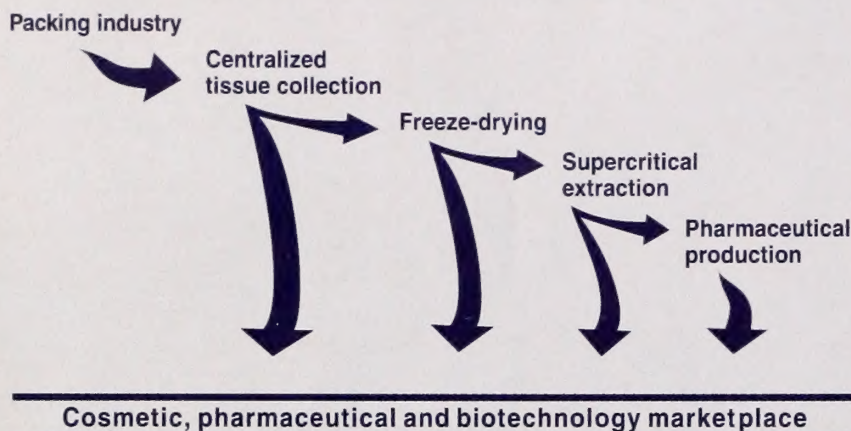 Packing industry
Centralized
tissue collection
Freeze-drying
Supercritical
extraction
Pharmaceutical
production
Cosmetic, pharmaceutical and biotechnology marketplace